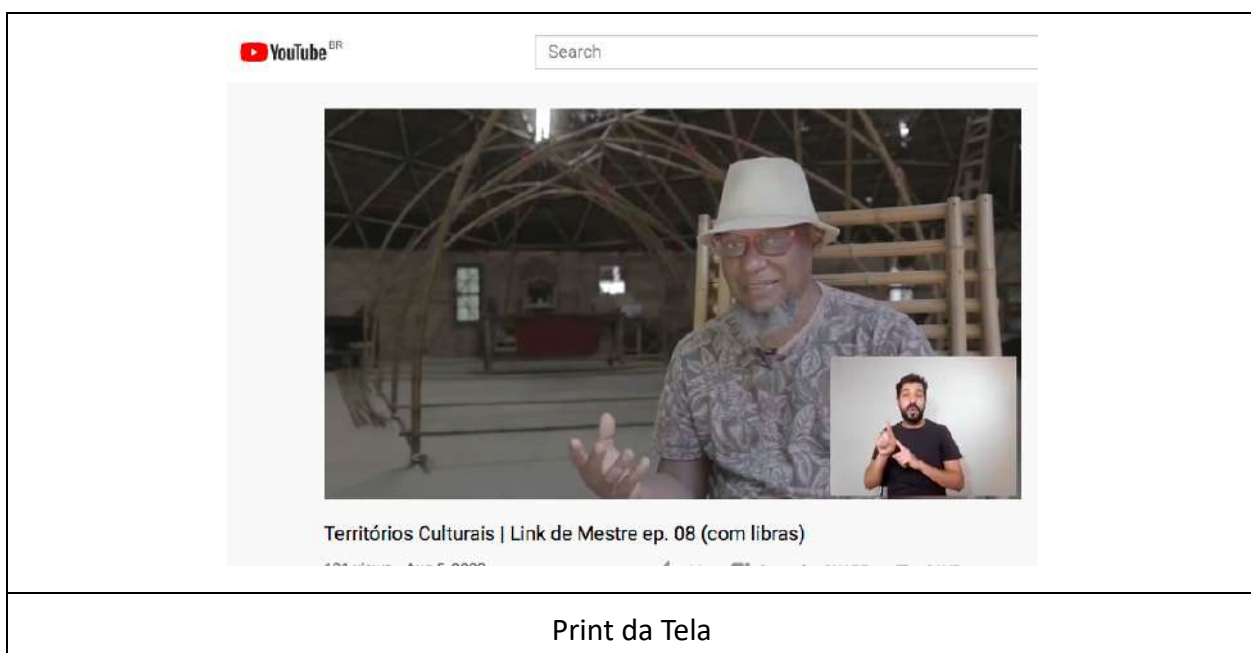 YouTube BR
Search
Territórios Culturais | Link de Mestre ep. 08 (com libras)
Print da Tela